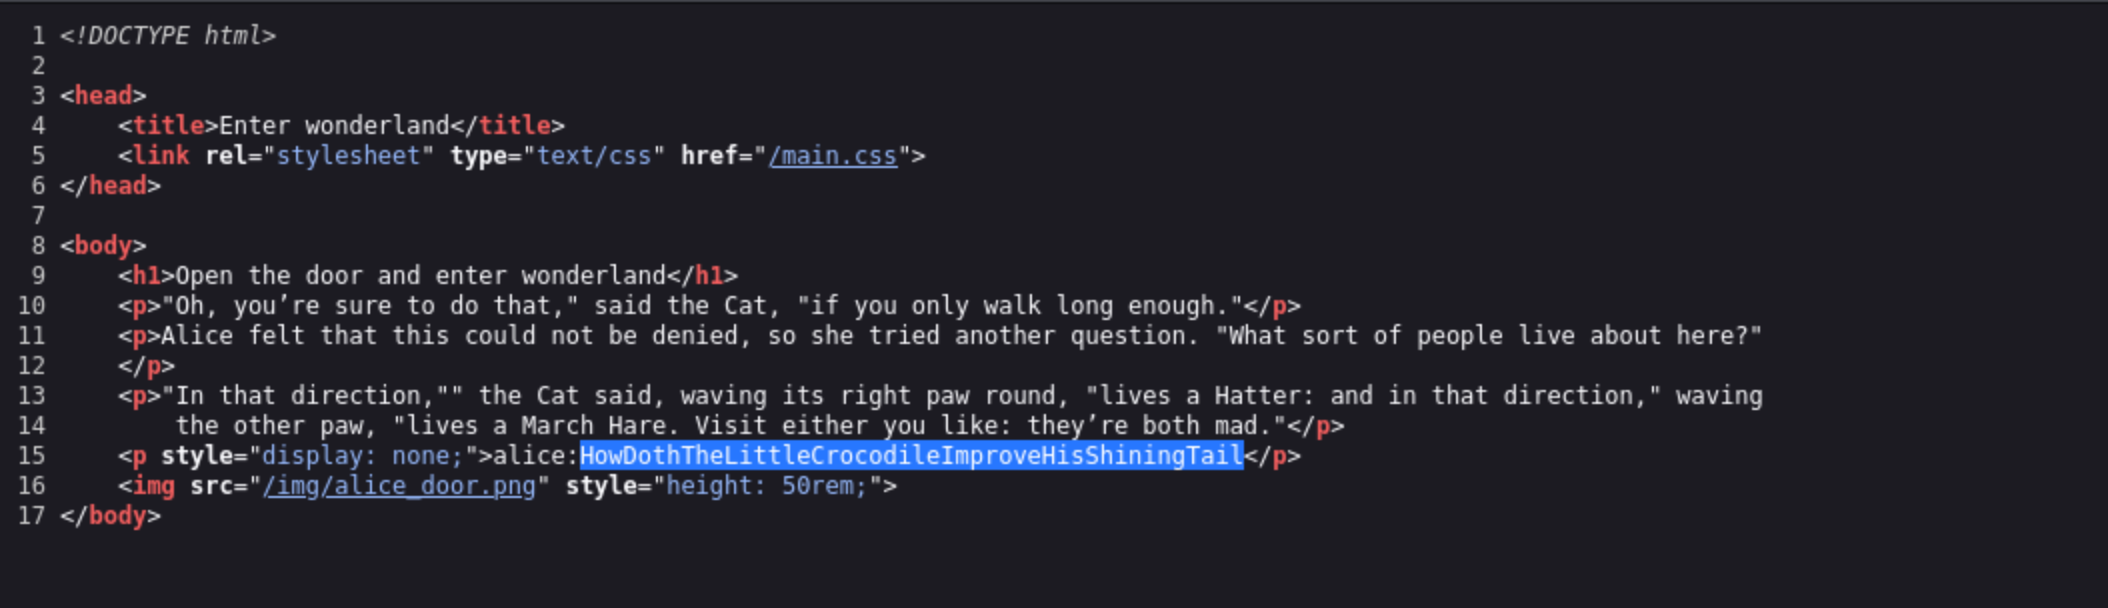 1 <!DOCTYPE html>
2
3 <head>
4     <title>Enter wonderland</title>
5     <link rel="stylesheet" type="text/css" href="/main.css">
6 </head>
7
8 <body>
9     <h1>Open the door and enter wonderland</h1>
10     <p>"Oh, you’re sure to do that," said the Cat, "if you only walk long enough."</p>
11     <p>Alice felt that this could not be denied, so she tried another question. "What sort of people live about here?"
12     </p>
13     <p>"In that direction,"" the Cat said, waving its right paw round, "lives a Hatter: and in that direction," waving
14         the other paw, "lives a March Hare. Visit either you like: they’re both mad."</p>
15     <p style="display: none;">alice:HowDothTheLittleCrocodileImproveHisShiningTail</p>
16     <img src="/img/alice_door.png" style="height: 50rem;">
17 </body>